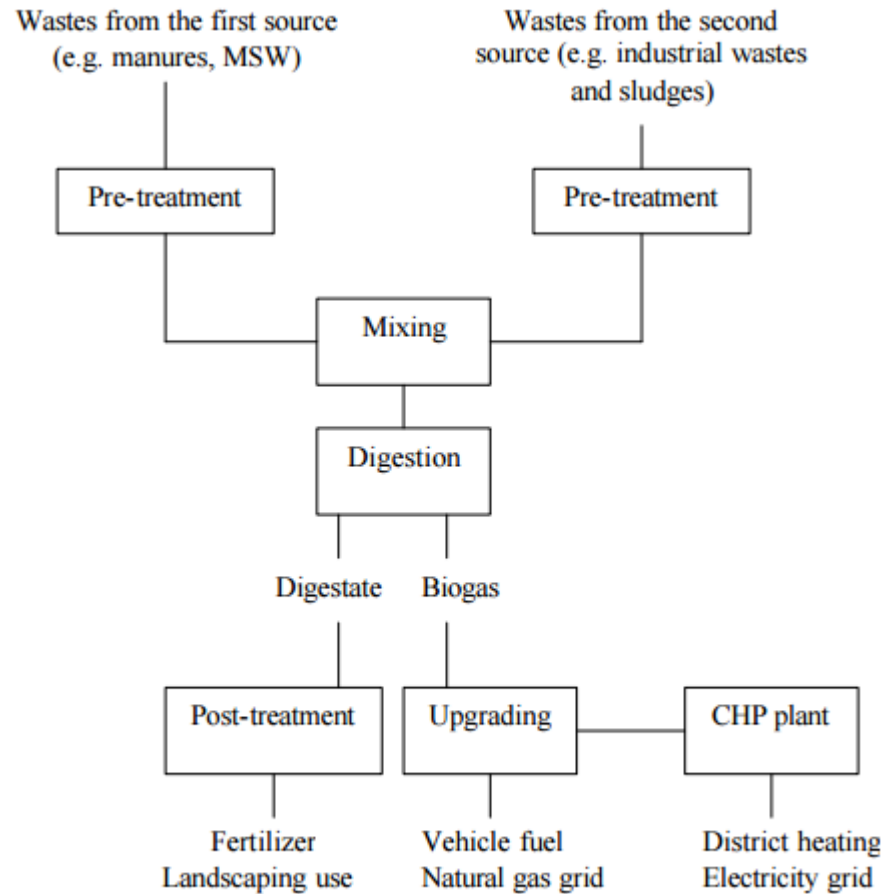 Wastes from the first source
(e.g. manures, MSW)
Wastes from the second
source (e.g. industrial wastes
and sludges)
Pre-treatment
Pre-treatment
Mixing
Digestion
Digestate
Biogas
Post-treatment
Upgrading
CHP plant
Fertilizer
Landscaping use
Vehicle fuel
Natural gas grid
District heating
Electricity grid